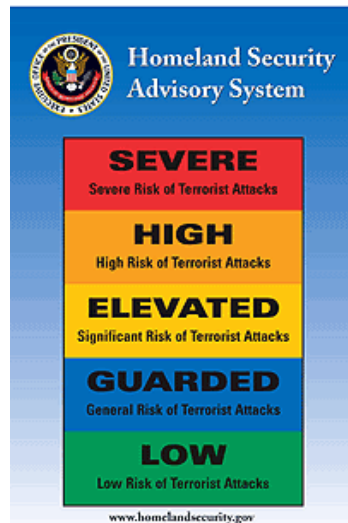 Homeland Security
Advisory System
SEVERE
Severe Risk of Terrorist Attacks
HIGH
High Risk of Terrorist Attacks
ELEVATED
Significant Risk of Terrorist Attacks
GUARDED
General Risk of Terrorist Attacks
LOW
Low Risk of Terrorist Attacks
www.homelandsecurity.gov